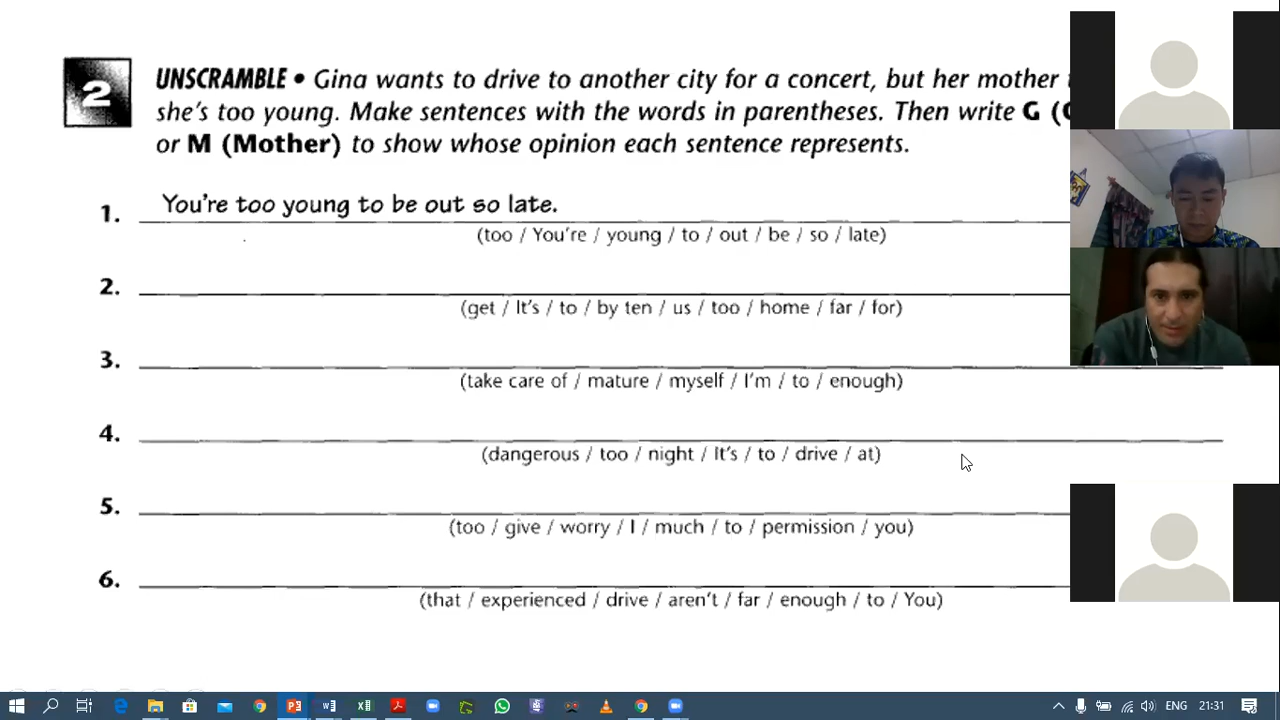 2
UNSCRAMBLE • Gina wants to drive to another city for a concert, but her mother
she's too young. Make sentences with the words in parentheses. Then write G
or M (Mother) to show whose opinion each sentence represents.
1. You're too young to be out so late.
(too / You're / young / to / out / be / so / late)
2.
(get / It's / to / by ten / us / too / home / far / for)
3.
(take care of / mature / myself / I'm / to / enough)
4.
(dangerous / too / night / It's / to / drive / at)
5.
(too / give / worry / I / much / to / permission / you)
6.
(that / experienced / drive / aren't / far / enough / to / You)
ENG 21:31